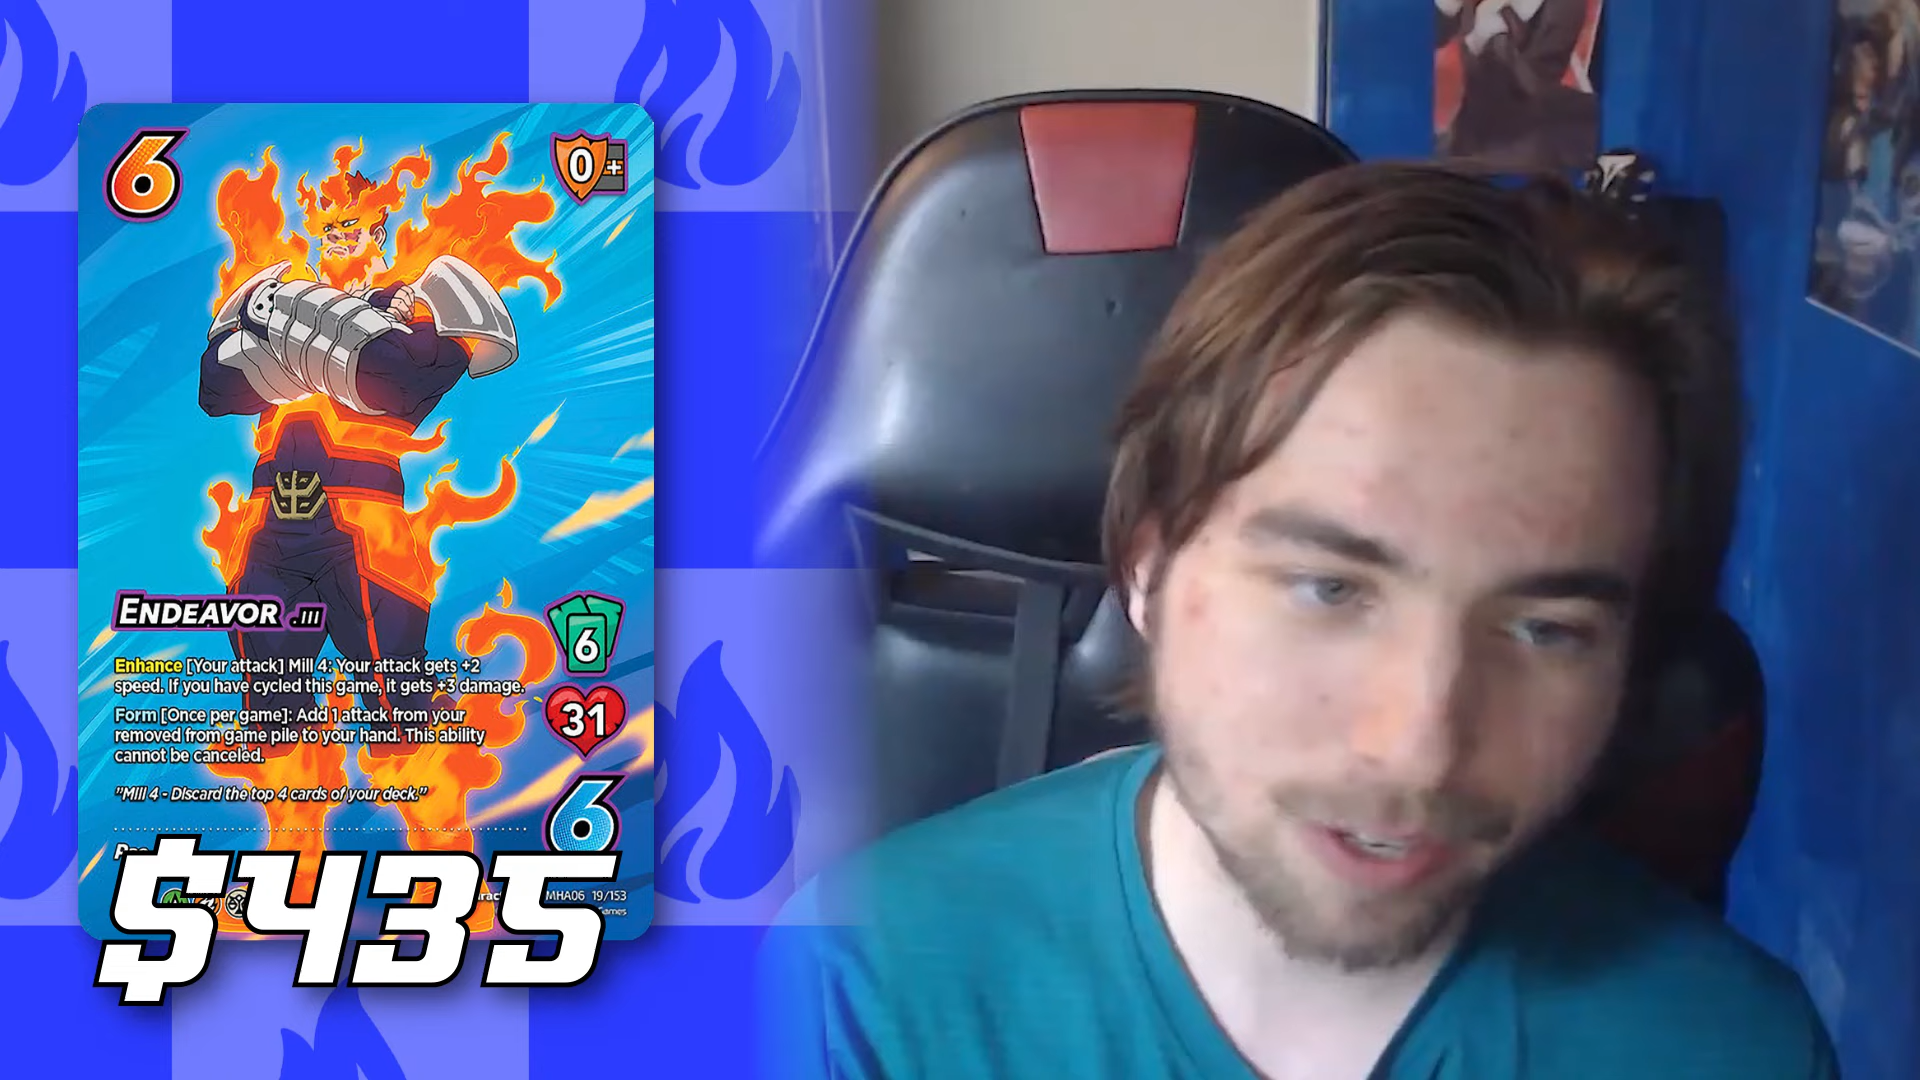 6
0 +
ENDEAVOR .III
6
Enhance [Your attack] Mill 4: Your attack gets +2
speed. If you have cycled this game, it gets +3 damage.
31
Form [Once per game]: Add 1 attack from your
removed from game pile to your hand. This ability
cannot be canceled.
"Mill 4 - Discard the top 4 cards of your deck."
6
MHA06 19/153
Games
$435